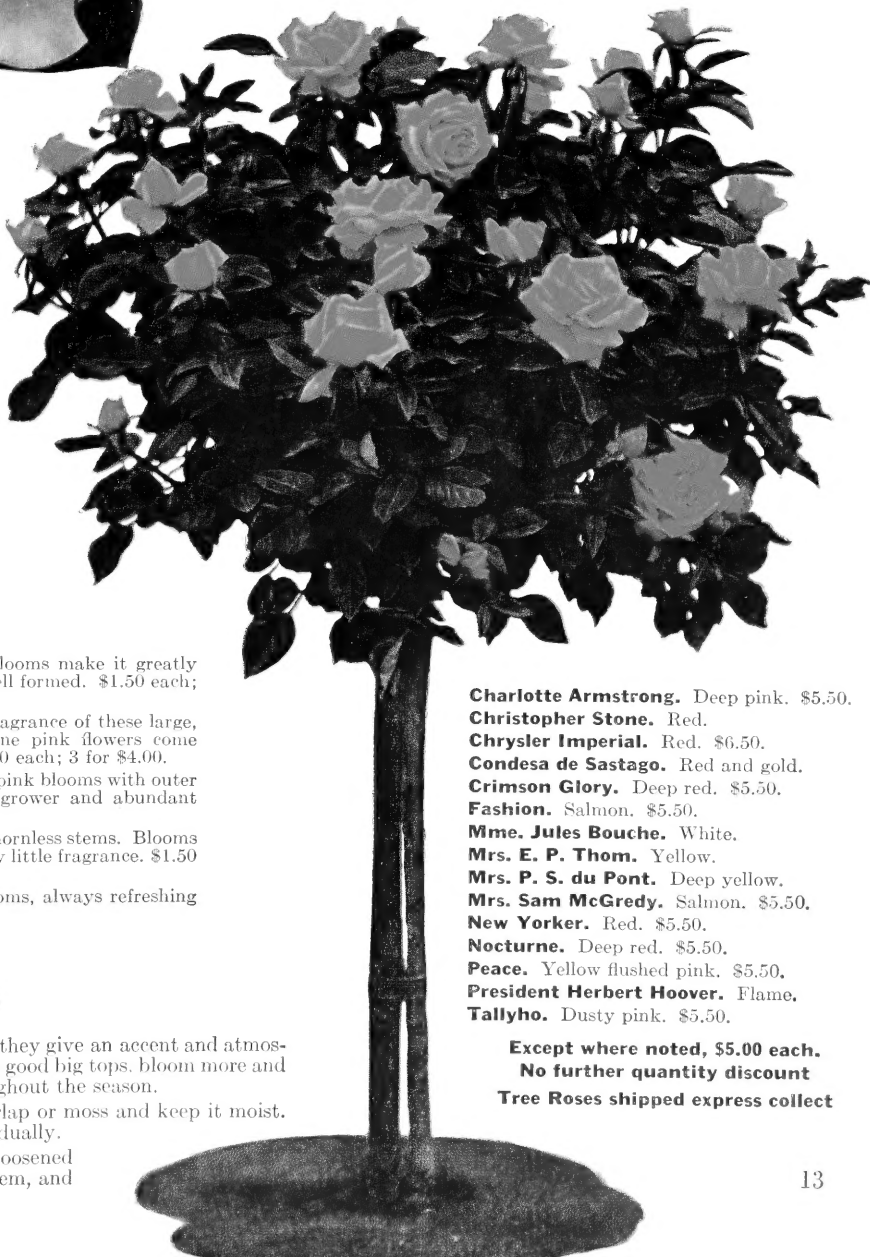 looms make it greatly
ll formed. $1.50 each;
agrance of these large,
ne pink flowers come
0 each; 3 for $4.00.
pink blooms with outer
grower and abundant
ornless stems. Blooms
y little fragrance. $1.50
oms, always refreshing
they give an accent and atmos-
good big tops. bloom more and
ghout the season.
lap or moss and keep it moist.
dually.
oosened
em, and
Charlotte Armstrong. Deep pink. $5.50.
Christopher Stone. Red.
Chrysler Imperial. Red. $6.50.
Condesa de Sastago. Red and gold.
Crimson Glory. Deep red. $5.50.
Fashion. Salmon. $5.50.
Mme. Jules Bouche. White.
Mrs. E. P. Thom. Yellow.
Mrs. P. S. du Pont. Deep yellow.
Mrs. Sam McGredy. Salmon. $5.50.
New Yorker. Red. $5.50.
Nocturne. Deep red. $5.50.
Peace. Yellow flushed pink. $5.50.
President Herbert Hoover. Flame.
Tallyho. Dusty pink. $5.50.
Except where noted, $5.00 each.
No further quantity discount
Tree Roses shipped express collect
13